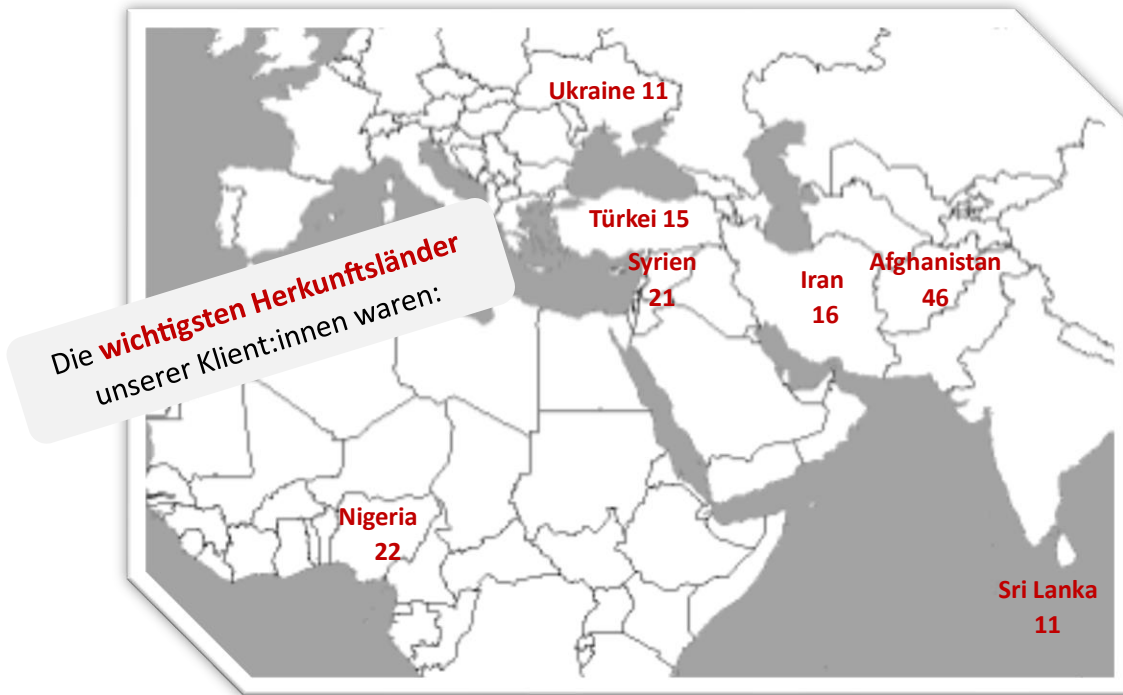 Ukraine 11
Türkei 15
Syrien
21
Iran
16
Afghanistan
46
Die wichtigsten Herkunftsländer
unserer Klient:innen waren:
Nigeria
22
Sri Lanka
11